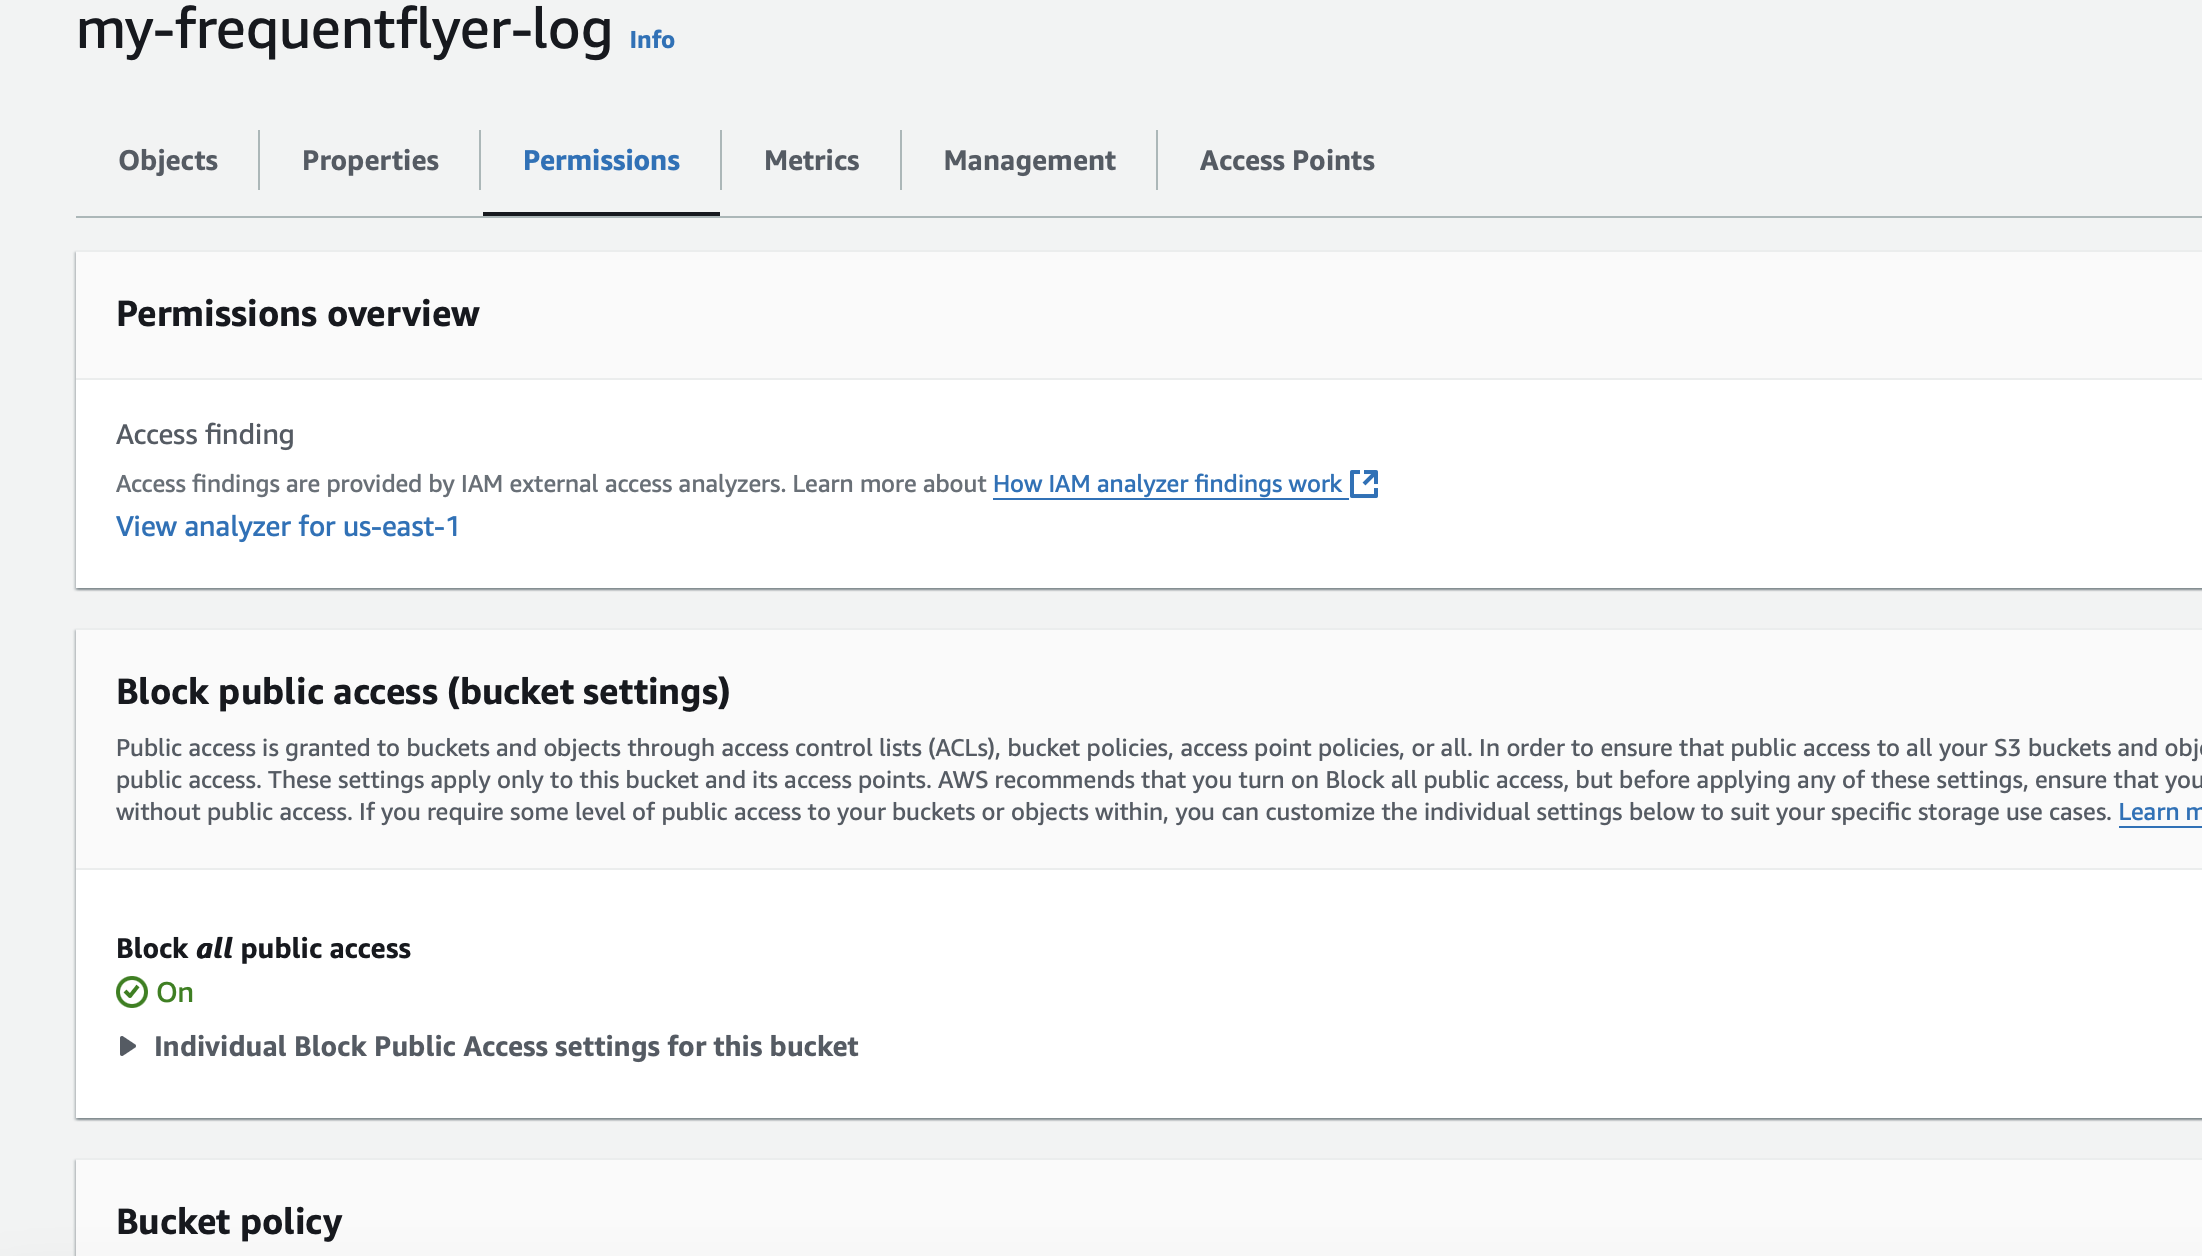 my-frequentflyer-log Info
Objects Properties Permissions Metrics Management Access Points
Permissions overview
Access finding
Access findings are provided by IAM external access analyzers. Learn more about How IAM analyzer findings work
View analyzer for us-east-1
Block public access (bucket settings)
Public access is granted to buckets and objects through access control lists (ACLs), bucket policies, access point policies, or all. In order to ensure that public access to all your S3 buckets and obj
public access. These settings apply only to this bucket and its access points. AWS recommends that you turn on Block all public access, but before applying any of these settings, ensure that you
without public access. If you require some level of public access to your buckets or objects within, you can customize the individual settings below to suit your specific storage use cases. Learn
Block all public access
On
Individual Block Public Access settings for this bucket
Bucket policy